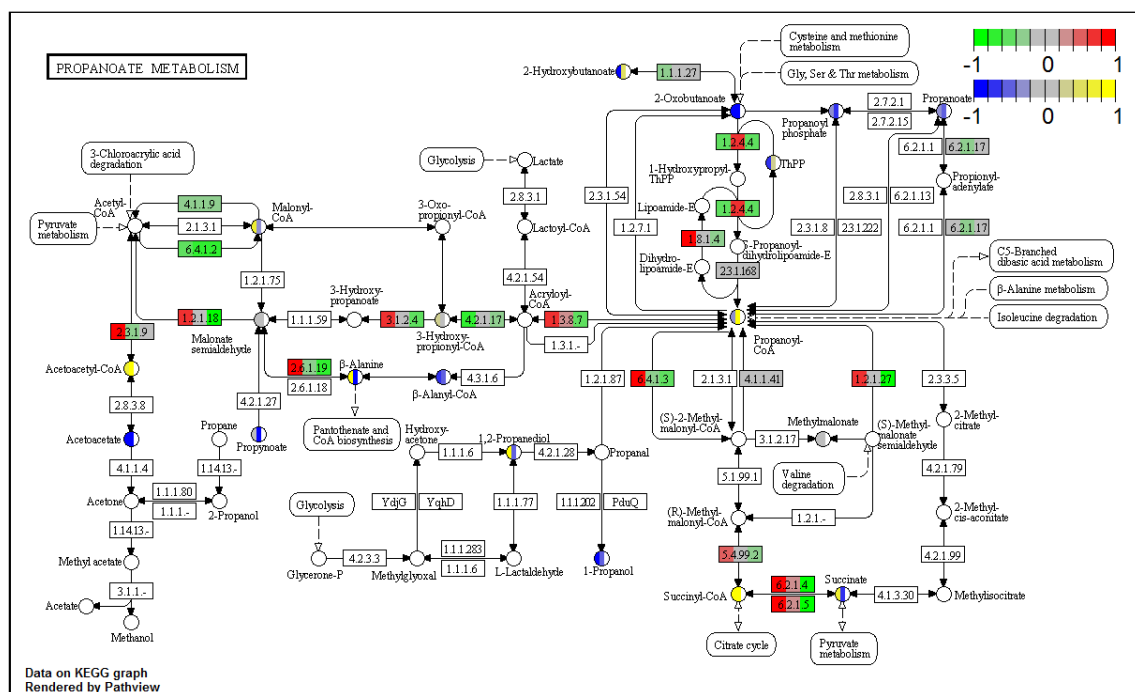 PROPANOATE METABOLISM
-1 0 1
-1 0 1
Cysteine and methionine
metabolism
Gly, Ser & Thr metabolism
2-Hydroxybutanoate
1.1.1.27
2-Oxobutanoate
Propanoyl
phosphate
2.7.2.1
2.7.2.15
Propanoate
3-Chloroacrylic acid
degradation
Glycolysis
Lactate
1.2.4.4
ThPP
6.2.1.1
6.2.1.17
1-Hydroxypropyl-
ThPP
Propionyl-
adenylate
Acetyl-
CoA
4.1.1.9
Malonyl-
CoA
3-Oxo-
propionyl-CoA
2.8.3.1
2.3.1.54
2.8.3.1
6.2.1.13
Pyruvate
metabolism
2.1.3.1
6.4.1.2
Lactoyl-CoA
Lipoamide-E
1.2.4.4
1.2.7.1
2.3.1.8
2.3.1.222
6.2.1.1
6.2.1.17
1.8.1.4
S-Propanoyl-
dihydrolipoamide-E
Dihydro-
lipoamide-E
2.3.1.168
C5-Branched
dibasic acid metabolism
1.2.1.75
4.2.1.54
β-Alanine metabolism
3-Hydroxy-
propanoate
Acryloyl-
CoA
Isoleucine degradation
2.3.1.9
1.2.1.18
1.1.1.59
3.1.2.4
4.2.1.17
1.3.8.7
Malonate
semialdehyde
3-Hydroxy-
propionyl-CoA
1.3.1.-
Propanoyl-
CoA
Acetoacetyl-CoA
2.6.1.19
2.6.1.18
β-Alanine
β-Alanyl-CoA
4.3.1.6
1.2.1.87
6.4.1.3
2.1.3.1
4.1.1.41
1.2.1.27
2.3.3.5
2.8.3.8
4.2.1.27
Pantothenate and
CoA biosynthesis
(S)-2-Methyl-
malonyl-CoA
Methylmalonate
3.1.2.17
(S)-Methyl-
malonate
semialdehyde
2-Methyl-
citrate
Acetoacetate
Propane
Propynoate
Hydroxy-
acetone
1.1.1.6
1,2-Propanediol
4.2.1.28
Propanal
4.1.1.4
1.14.13.-
5.1.99.1
Valine
degradation
4.2.1.79
Acetone
1.1.1.80
1.1.1.-
2-Propanol
Glycolysis
YdjG
YqhD
1.1.1.77
1.1.1.202
PduQ
(R)-Methyl-
malonyl-CoA
1.2.1.-
2-Methyl-
cis-aconitate
1.14.13.-
Methyl acetate
Glycerone-P
4.2.3.3
Methylglyoxal
1.1.1.283
1.1.1.6
L-Lactaldehyde
1-Propanol
5.4.99.2
4.2.1.99
3.1.1.-
Acetate
Methanol
Succinyl-CoA
6.2.1.4
6.2.1.5
Succinate
4.1.3.30
Methylisocitrate
Citrate cycle
Pyruvate
metabolism
Data on KEGG graph
Rendered by Pathview